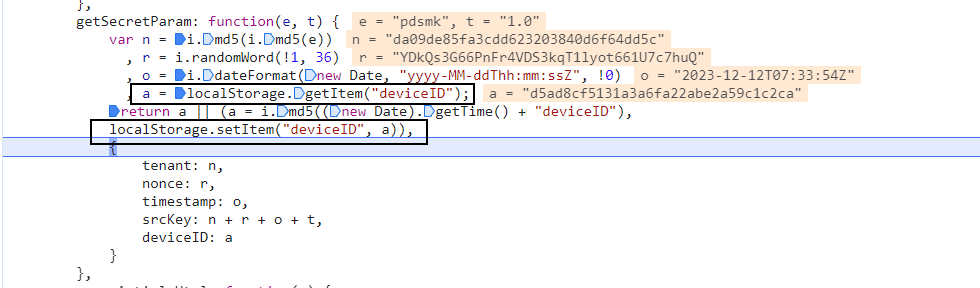 },
getSecretParam: function(e, t) { e = "pdsmk", t = "1.0"
var n = i.md5(i.md5(e)) n = "da09de85fa3cdd623203840d6f64dd5c"
, r = i.randomWord(!1, 36) r = "YDkQs3G66PnFr4VDS3kqT1lyot661U7c7huQ"
, o = i.dateFormat(new Date, "yyyy-MM-ddThh:mm:ssZ", !0) o = "2023-12-12T07:33:54Z"
, a = localStorage.getItem("deviceID"); a = "d5ad8cf5131a3a6fa22abe2a59c1c2ca"
return a || (a = i.md5((new Date).getTime() + "deviceID"),
localStorage.setItem("deviceID", a)),
{
tenant: n,
nonce: r,
timestamp: o,
srcKey: n + r + o + t,
deviceID: a
}
},